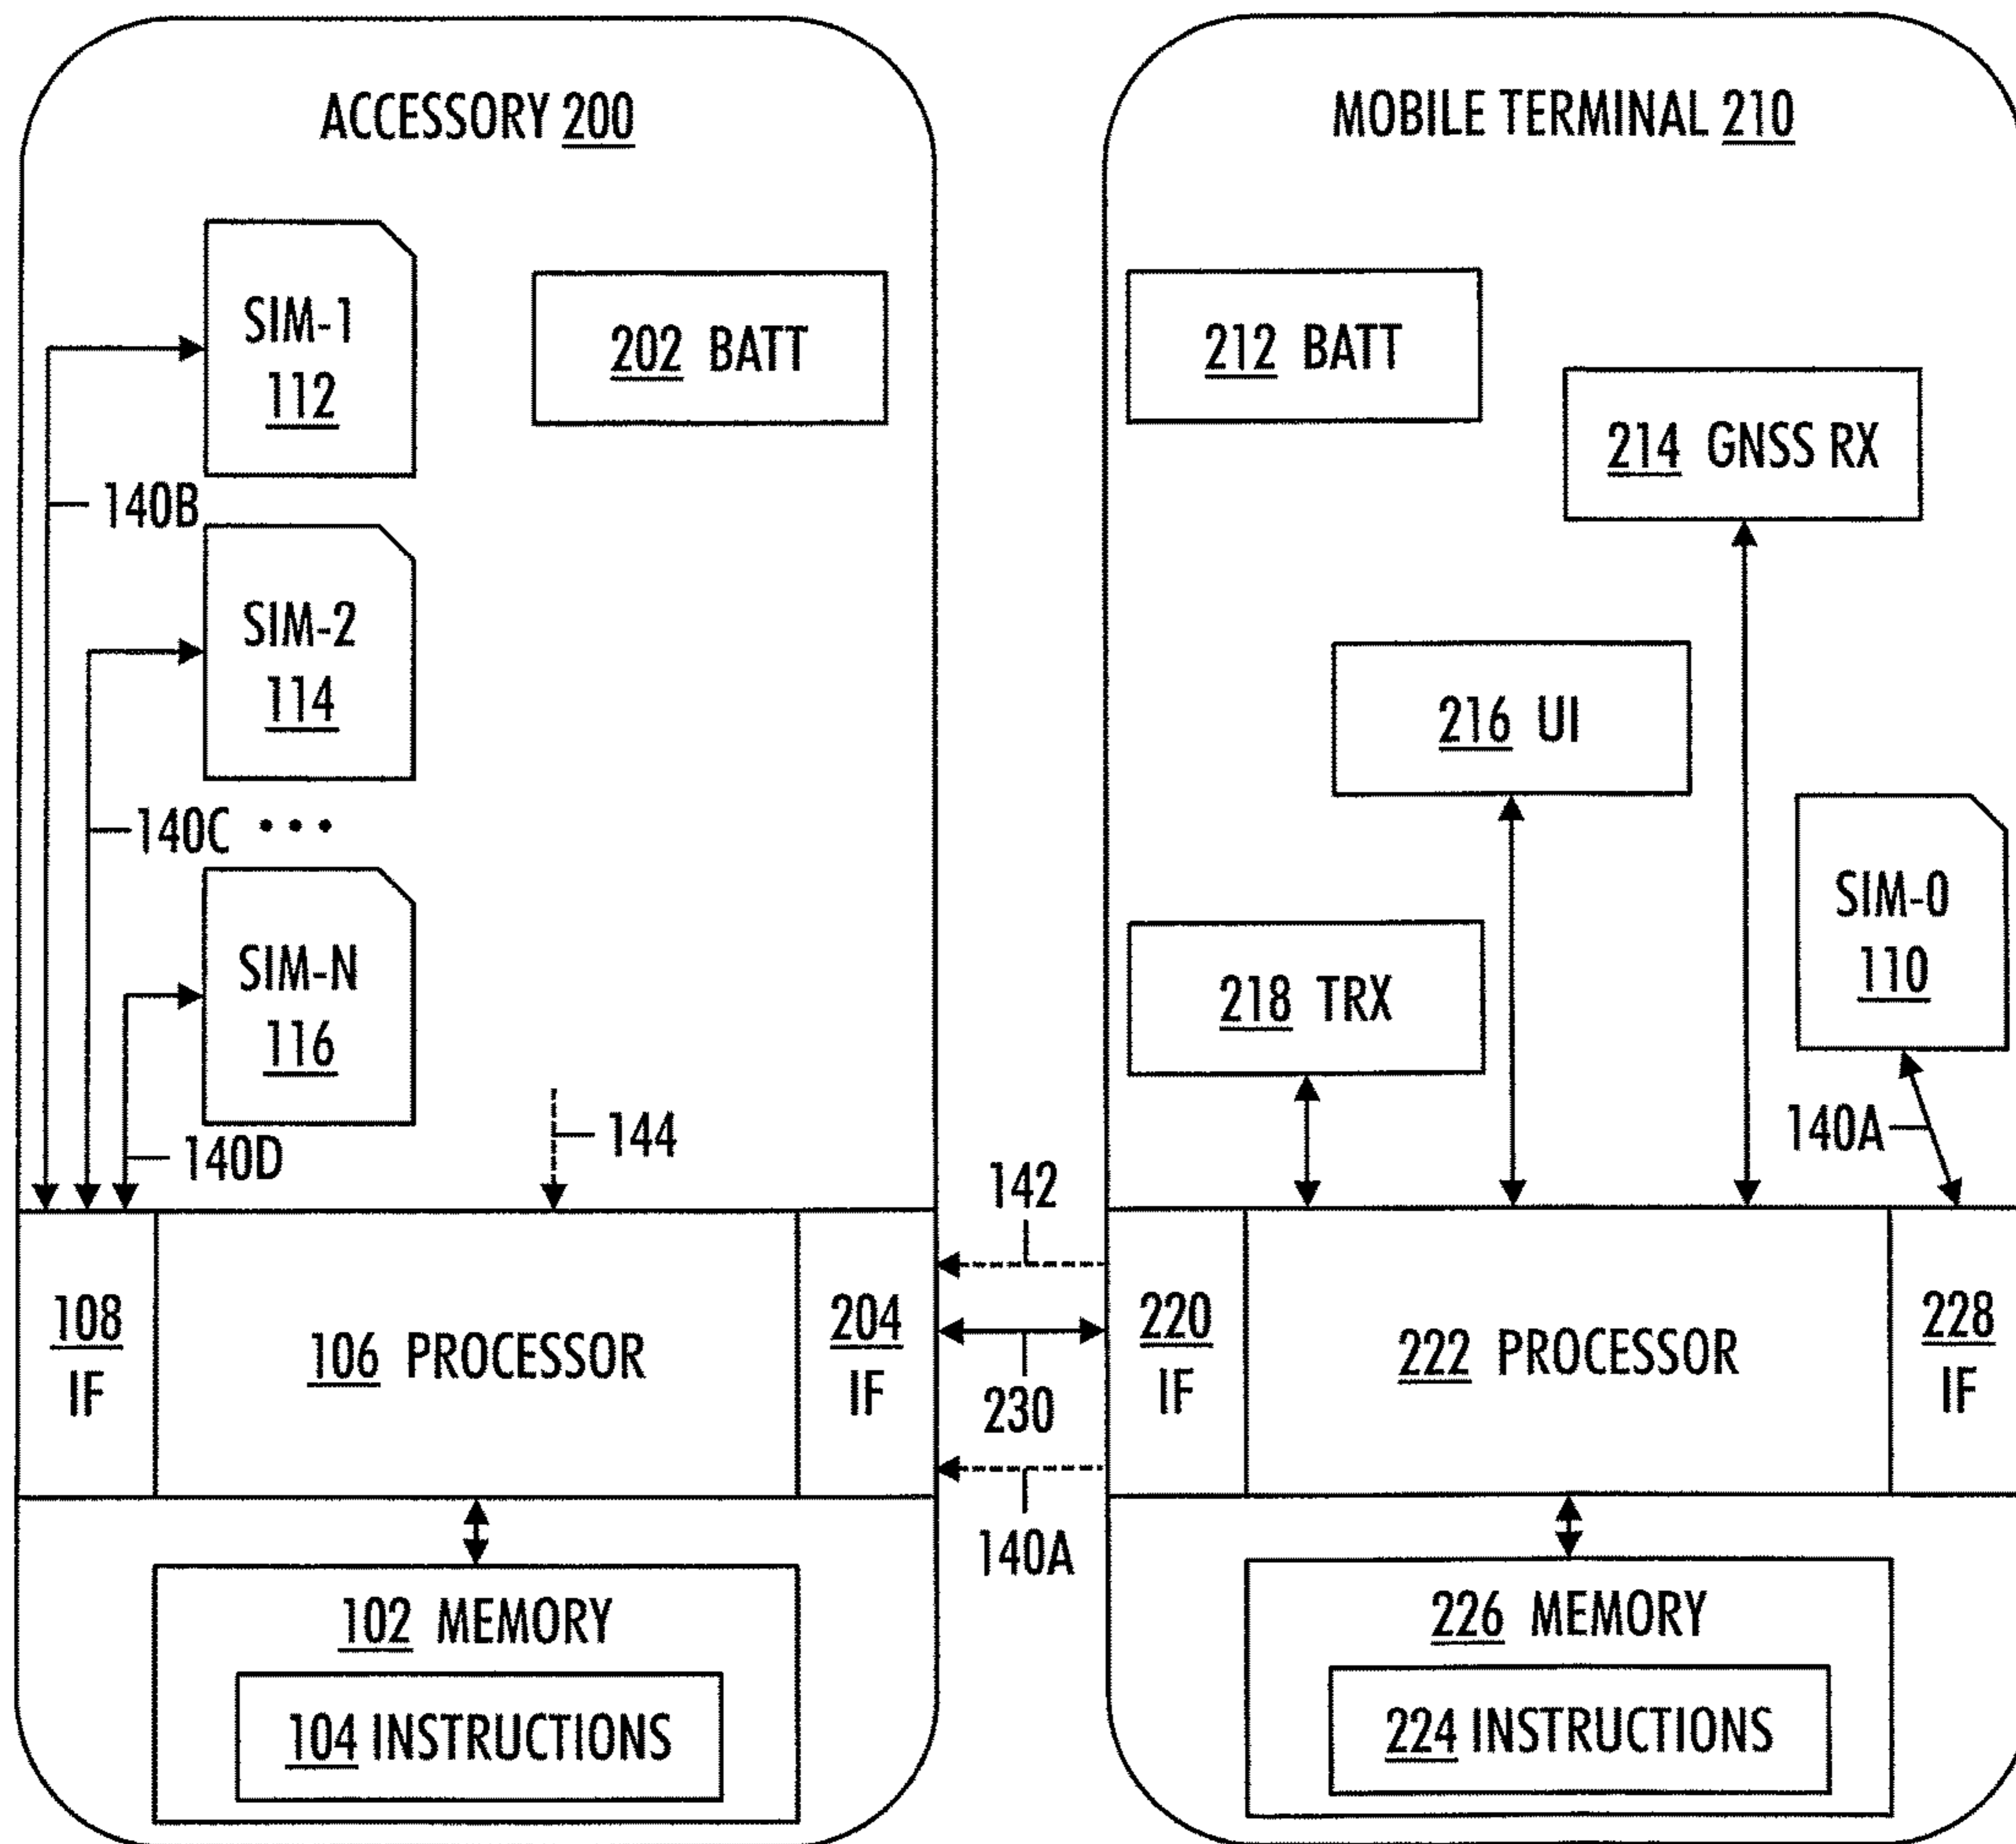 ACCESSORY 200
SIM-1
112
202 BATT
140B
SIM-2
114
140C
• • •
SIM-N
116
140D
144
108
IF
106 PROCESSOR
204
IF
102 MEMORY
104 INSTRUCTIONS
142
230
140A
MOBILE TERMINAL 210
212 BATT
214 GNSS RX
216 UI
SIM-0
110
218 TRX
140A
220
IF
222 PROCESSOR
228
IF
226 MEMORY
224 INSTRUCTIONS